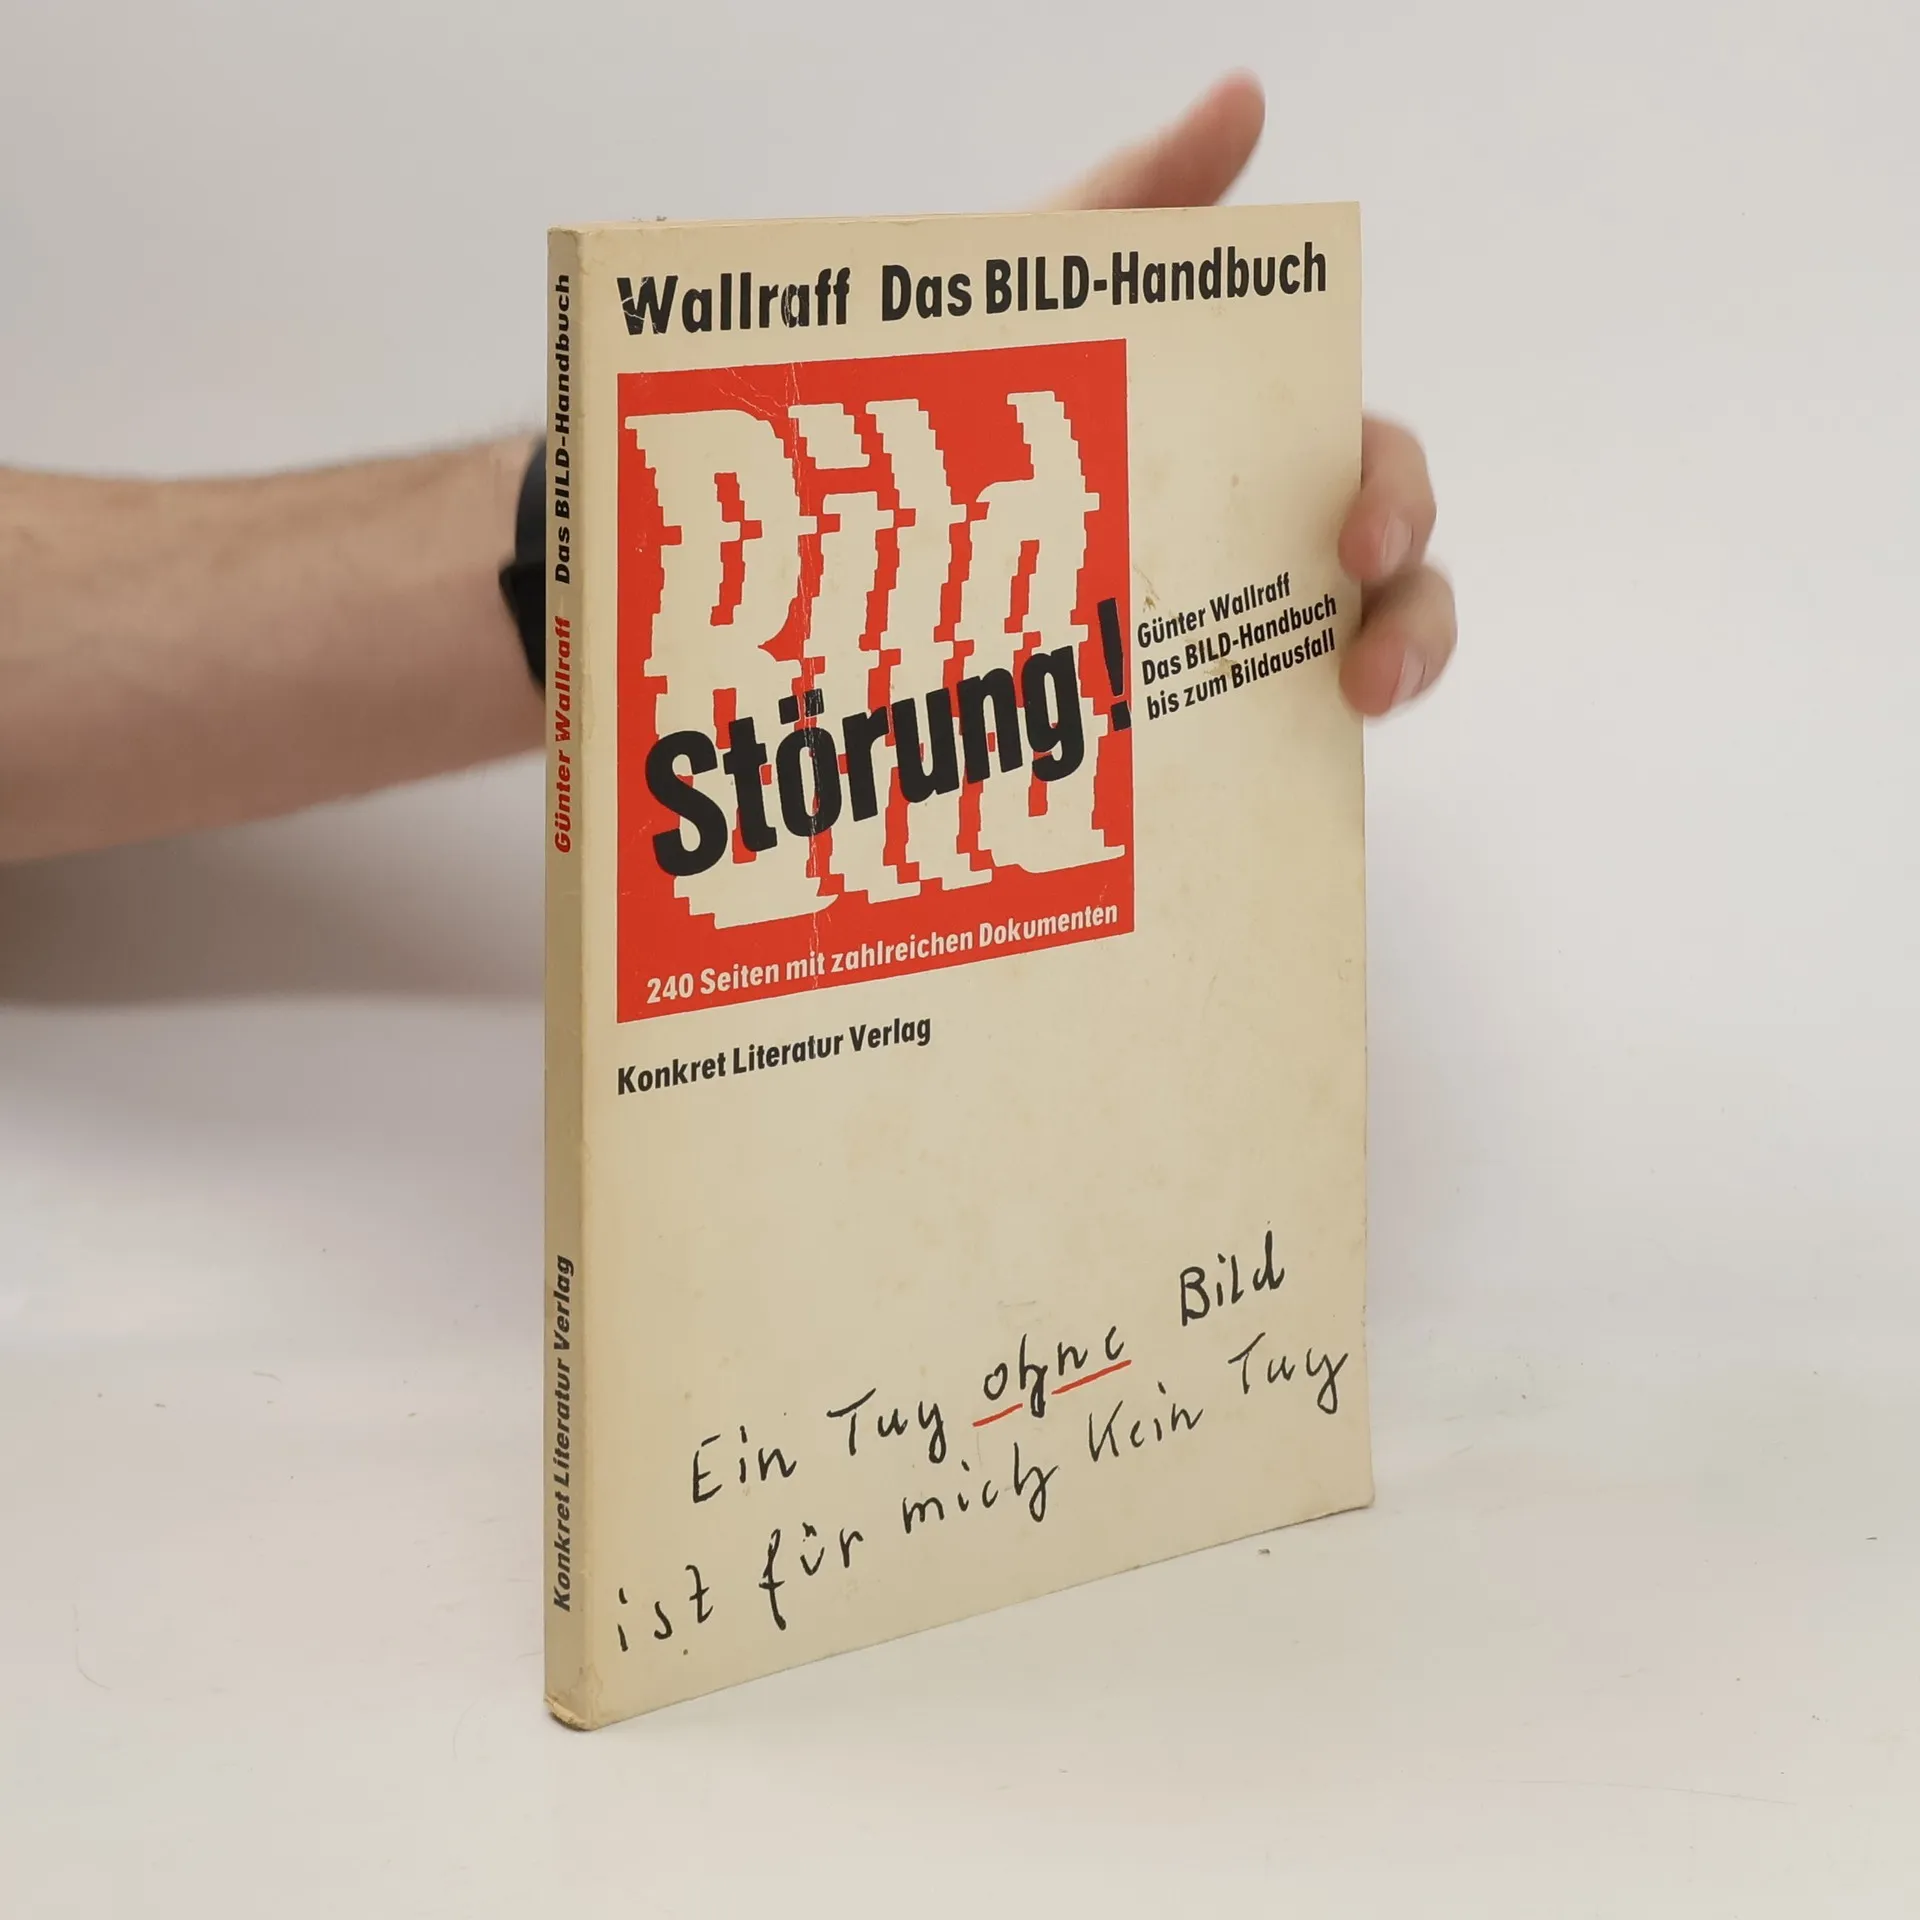 Wallraff Das BILD-Handbuch
Bild
Störung!
240 Seiten mit zahlreichen Dokumenten
Günter Wallraff
Das BILD-Handbuch
bis zum Bildausfall
Konkret Literatur Verlag
Ein Tag ohne Bild
ist für mich kein Tag
Günter Wallraff Das BILD-Handbuch
Konkret Literatur Verlag